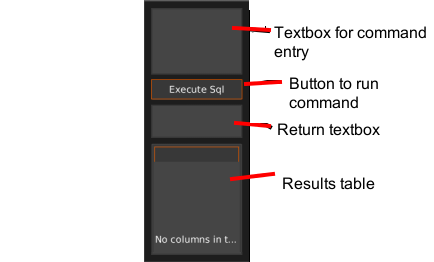 Textbox for command
entry
Execute Sql
Button to run
command
Return textbox
Results table
No columns in t...